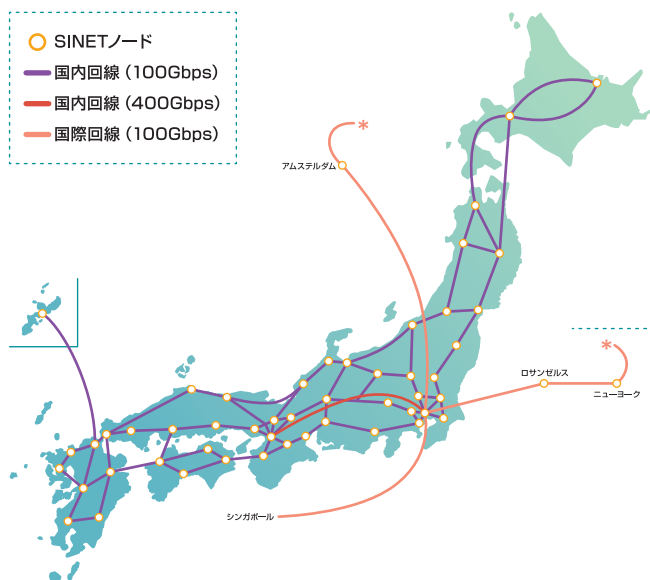 SINETノード
国内回線（100Gbps）
国内回線（400Gbps）
国際回線（100Gbps）
*
アムステルダム
*
ロサンゼルス
ニューヨーク
シンガポール